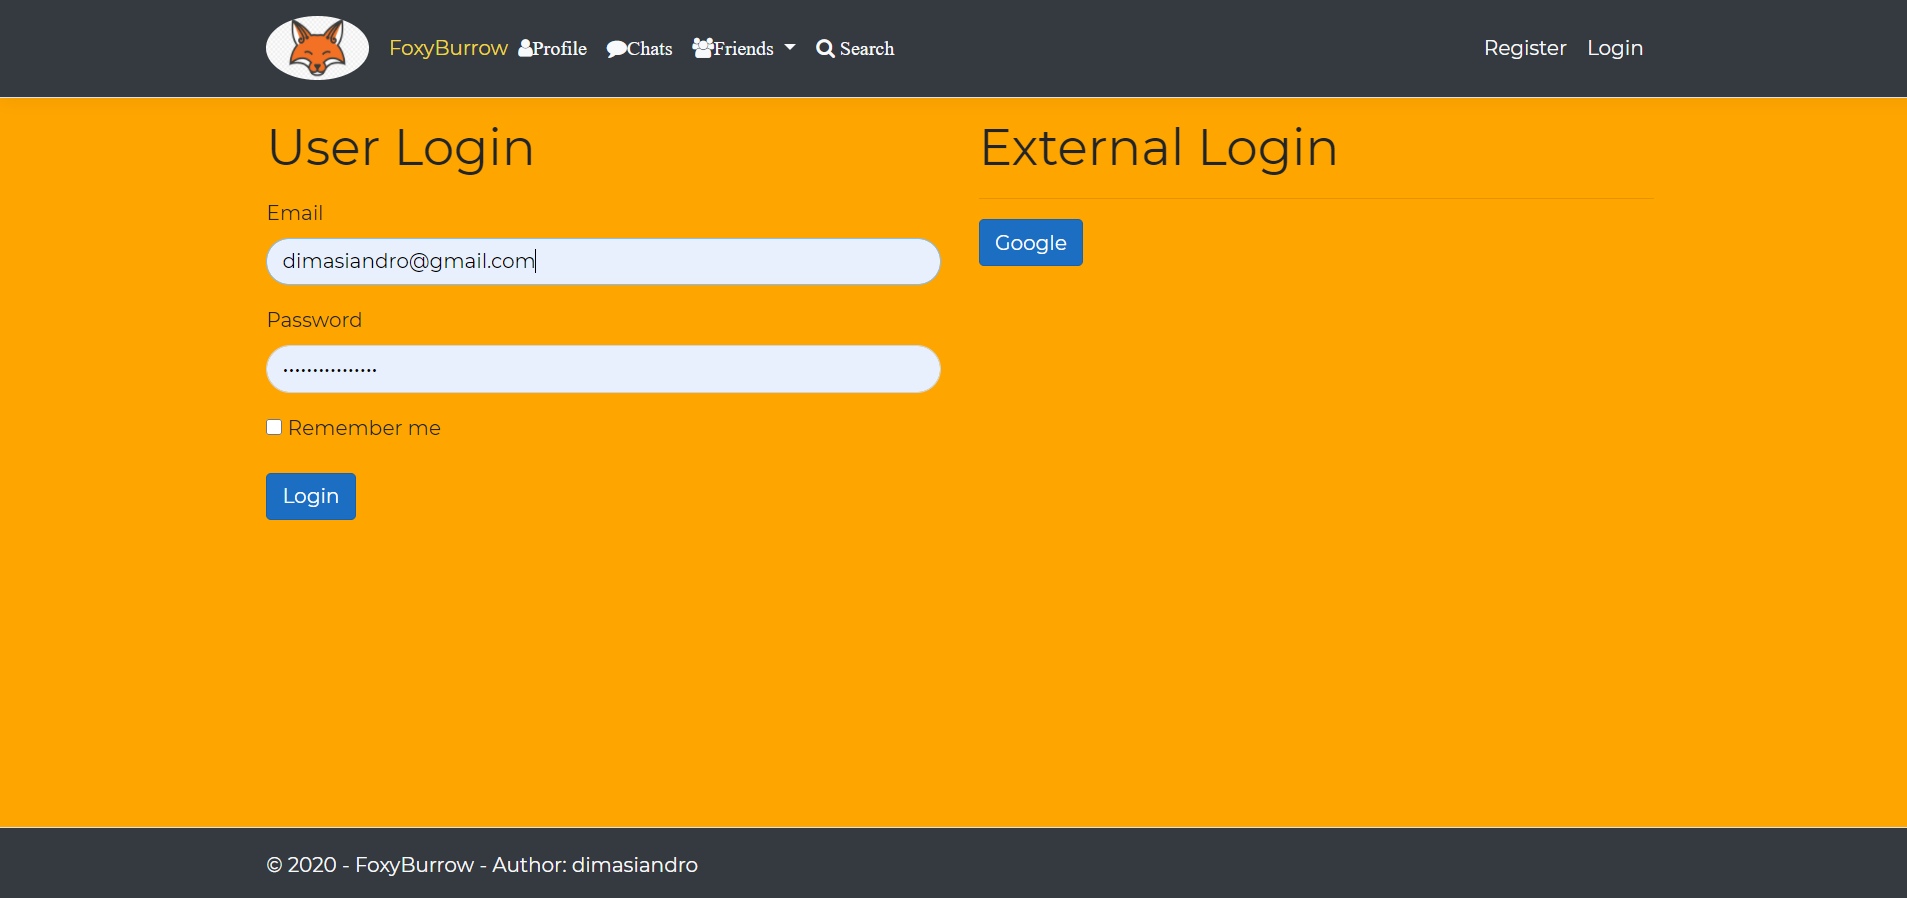 FoxyBurrow Profile Chats Friends Search Register Login
User Login
Email
dimasiandro@gmail.com
Password
Remember me
Login
External Login
Google
© 2020 - FoxyBurrow - Author: dimasiandro